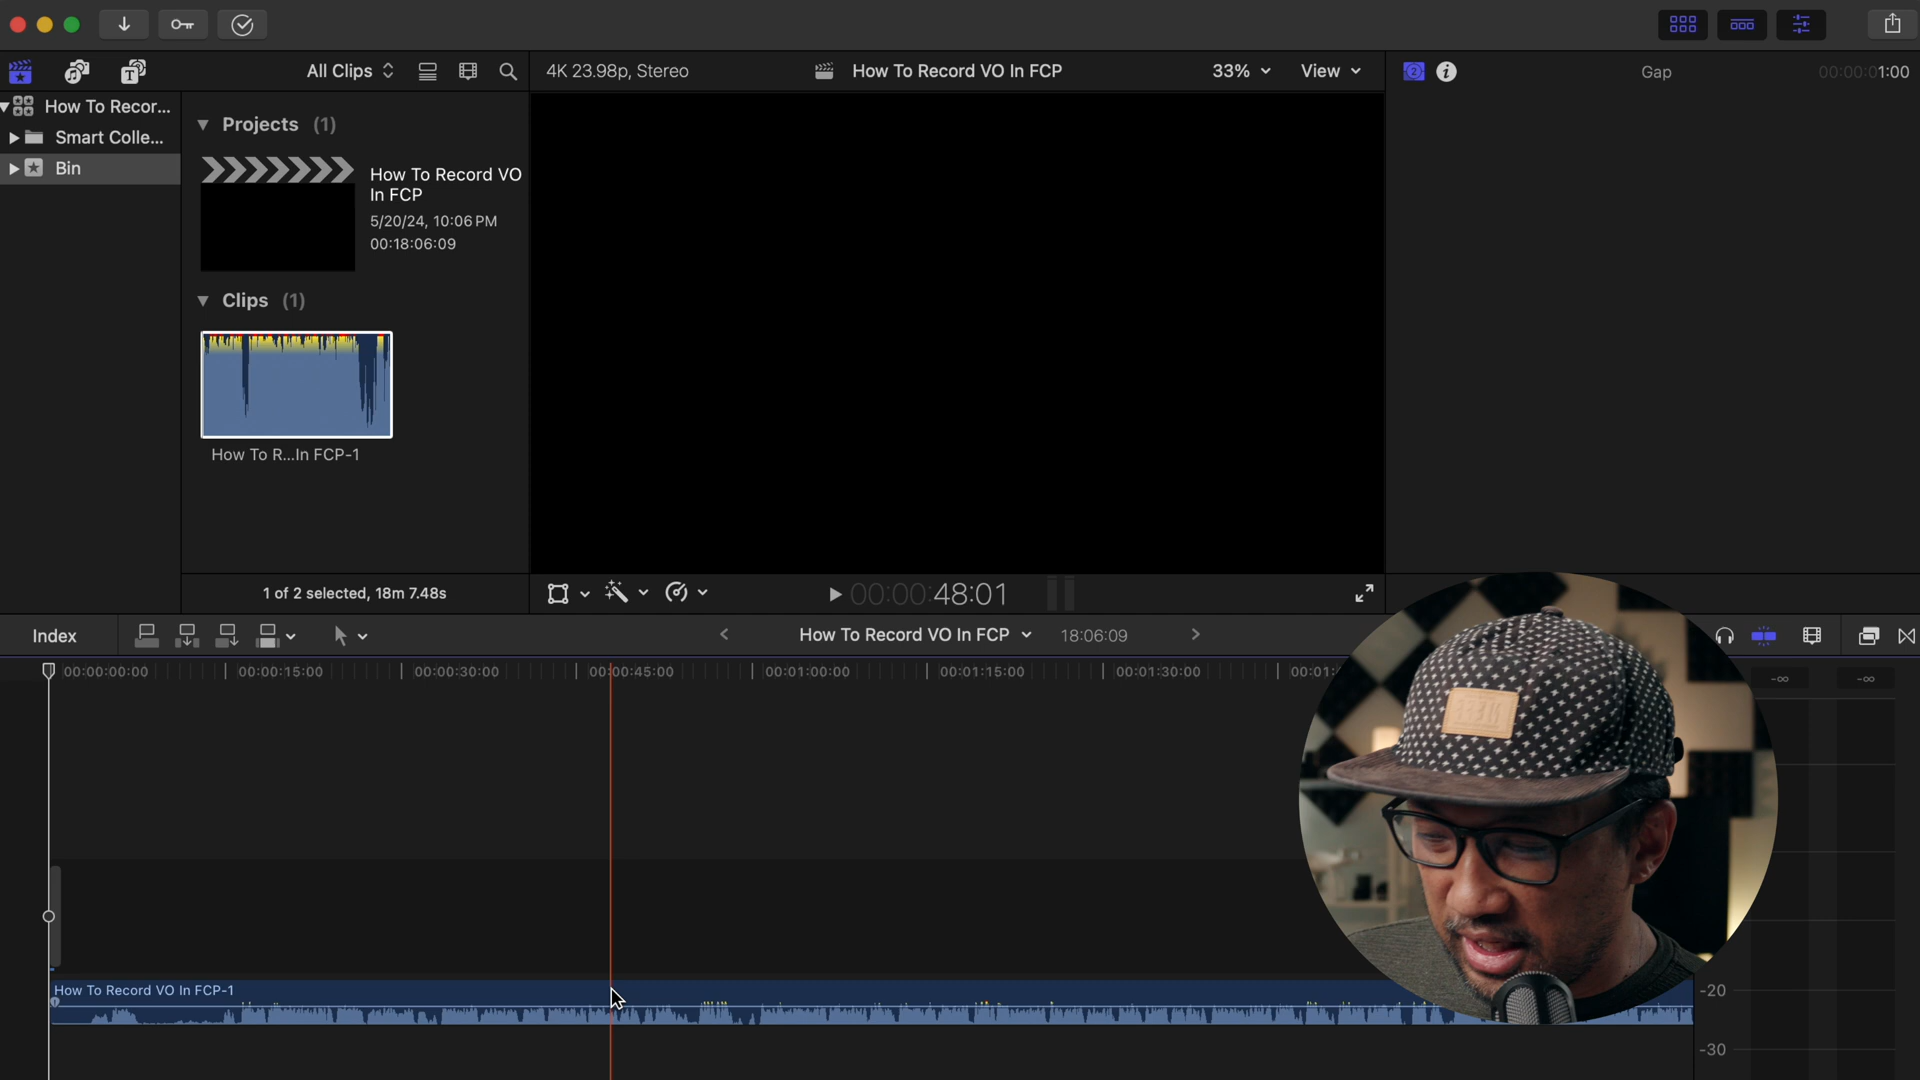 All Clips
4K 23.98p, Stereo
How To Record VO In FCP
33%
View
Gap
00:00:01:00
How To Recor...
Smart Colle...
Bin
Projects (1)
How To Record VO
In FCP
5/20/24, 10:06 PM
00:18:06:09
Clips (1)
How To R...In FCP-1
1 of 2 selected, 18m 7.48s
00:00:48:01
Index
How To Record VO In FCP
18:06:09
00:00:00:00
00:00:15:00
00:00:30:00
00:00:45:00
00:01:00:00
00:01:15:00
00:01:30:00
00:01:
-∞
-∞
How To Record VO In FCP-1
-20
-30